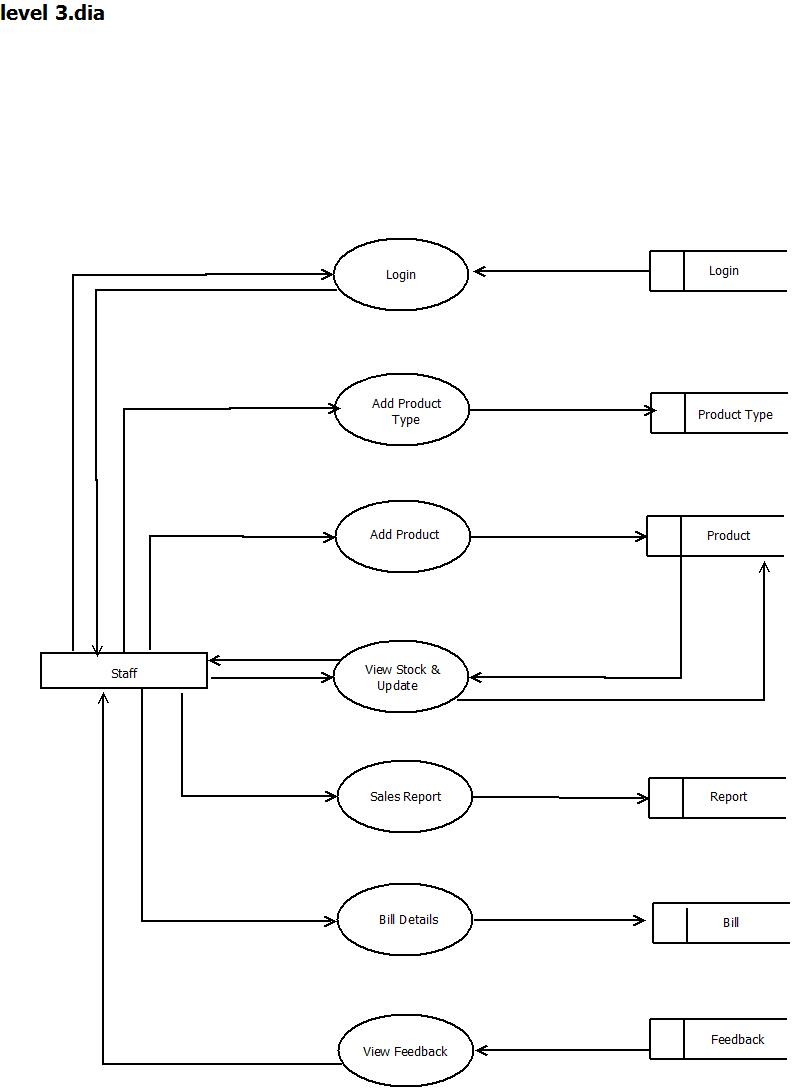 level 3.dia
Login
Login
Add Product
Type
Product Type
Add Product
Product
Staff
View Stock &
Update
Sales Report
Report
Bill Details
Bill
View Feedback
Feedback